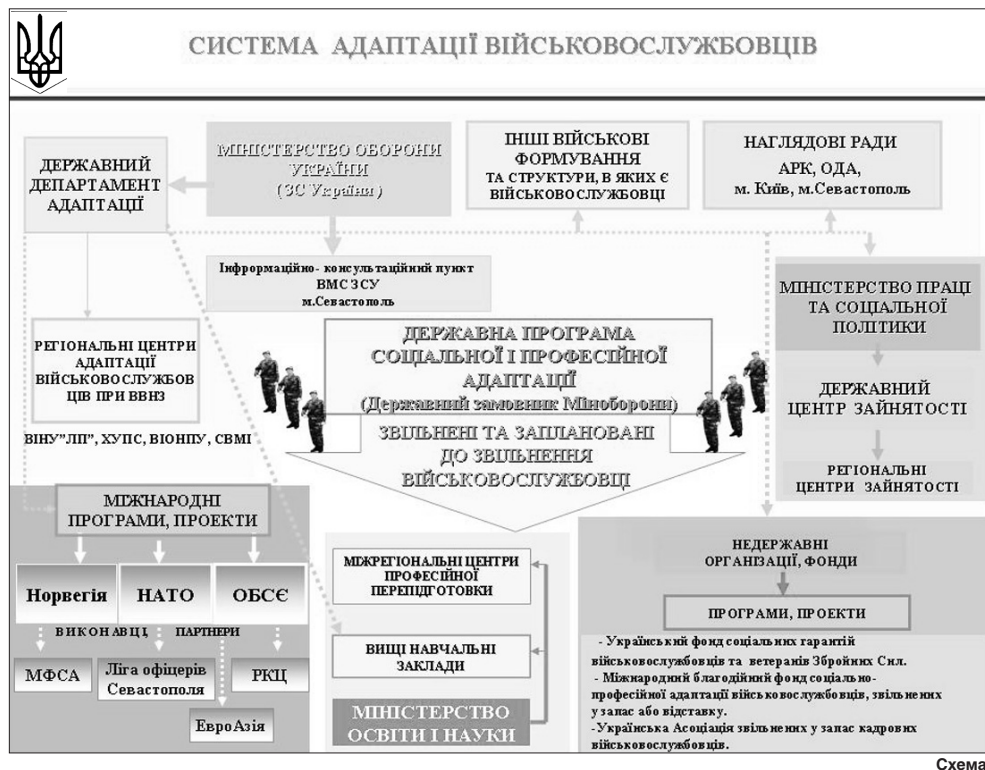 СИСТЕМА АДАПТАЦІЇ ВІЙСЬКОВОСЛУЖБОВЦІВ
ДЕРЖАВНИЙ
ДЕПАРТАМЕНТ
АДАПТАЦІЇ
МІНІСТЕРСТВО ОБОРОНИ
УКРАЇНИ
(ЗС України)
ІНШІ ВІЙСЬКОВІ
ФОРМУВАННЯ
ТА СТРУКТУРИ, В ЯКИХ Є
ВІЙСЬКОВОСЛУЖБОВЦІ
НАГЛЯДОВІ РАДИ
АРК, ОДА,
м. Київ, м.Севастополь
Інфрормаційно- консультаційний пункт
ВМС ЗСУ
м.Севастополь
МІНІСТЕРСТВО ПРАЦІ
ТА СОЦІАЛЬНОЇ
ПОЛІТИКИ
ДЕРЖАВНИЙ
ЦЕНТР ЗАЙНЯТОСТІ
РЕГІОНАЛЬНІ
ЦЕНТРИ ЗАЙНЯТОСТІ
РЕГІОНАЛЬНІ ЦЕНТРИ
АДАПТАЦІЇ
ВІЙСЬКОВОСЛУЖБОВ
ЦІВ ПРИ ВВНЗ
ВІНУ"ЛП", ХУПС, ВІОНПУ, СВМІ
ДЕРЖАВНА ПРОГРАМА
СОЦІАЛЬНОЇ І ПРОФЕСІЙНОЇ
АДАПТАЦІЇ
(Державний замовник Міноборони)
ЗВІЛЬНЕНІ ТА ЗАПЛАНОВАНІ
ДО ЗВІЛЬНЕННЯ
ВІЙСЬКОВОСЛУЖБОВЦІ
МІЖНАРОДНІ
ПРОГРАМИ, ПРОЕКТИ
Норвегія НАТО ОБСЄ
ВИКОНАВЦІ, ПАРТНЕРИ
МФСА
Ліга офіцерів
Севастополя
РКЦ
ЕвроАзія
МІЖРЕГІОНАЛЬНІ ЦЕНТРИ
ПРОФЕСІЙНОЇ
ПЕРЕПІДГОТОВКИ
ВИЩІ НАВЧАЛЬНІ
ЗАКЛАДИ
МІНІСТЕРСТВО
ОСВІТИ І НАУКИ
НЕДЕРЖАВНІ
ОРГАНІЗАЦІЇ, ФОНДИ
ПРОГРАМИ, ПРОЕКТИ
- Український фонд соціальних гарантій
військовослужбовців та ветеранів Збройних Сил.
- Міжнародний благодійний фонд соціально-
професійної адаптації військовослужбовців, звільнених
у запас або відставку.
-Українська Асоціація звільнених у запас кадрових
військовослужбовців.
Схема